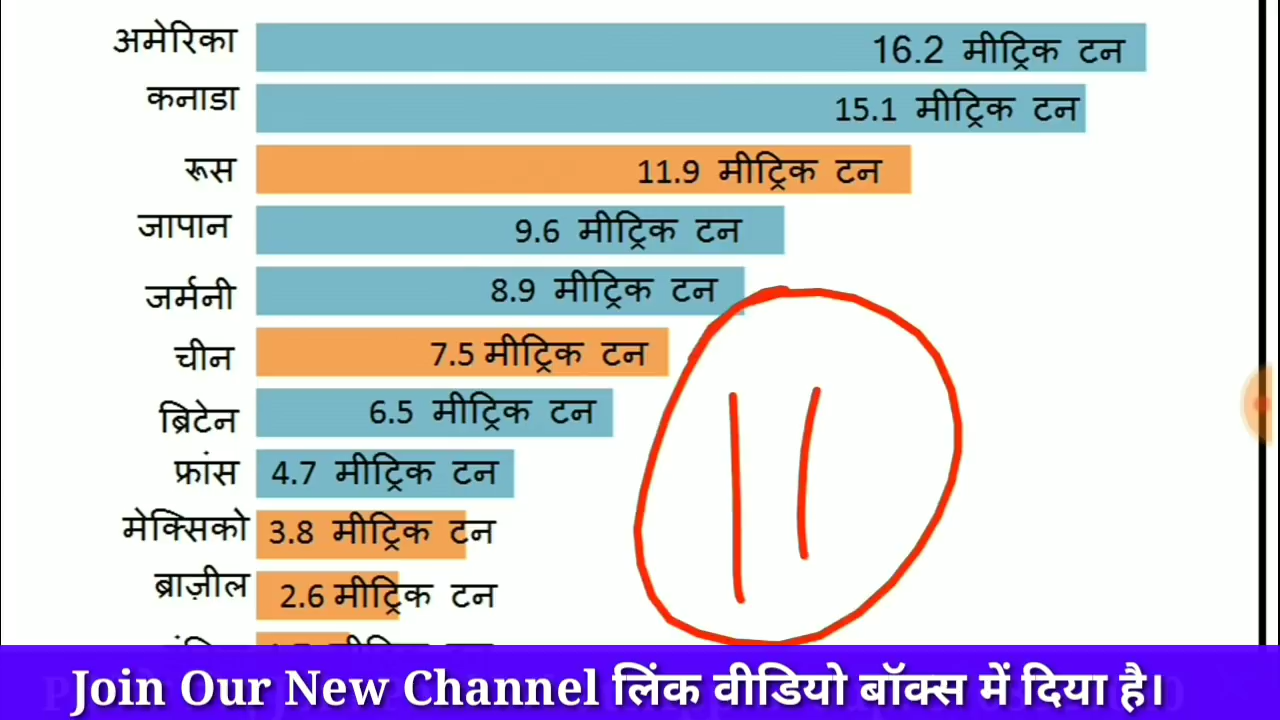 अमेरिका 16.2 मीट्रिक टन
कनाडा 15.1 मीट्रिक टन
रूस 11.9 मीट्रिक टन
जापान 9.6 मीट्रिक टन
जर्मनी 8.9 मीट्रिक टन
चीन 7.5 मीट्रिक टन
ब्रिटेन 6.5 मीट्रिक टन
फ्रांस 4.7 मीट्रिक टन
मेक्सिको 3.8 मीट्रिक टन
ब्राज़ील 2.6 मीट्रिक टन
11
Join Our New Channel लिंक वीडियो बॉक्स में दिया है।